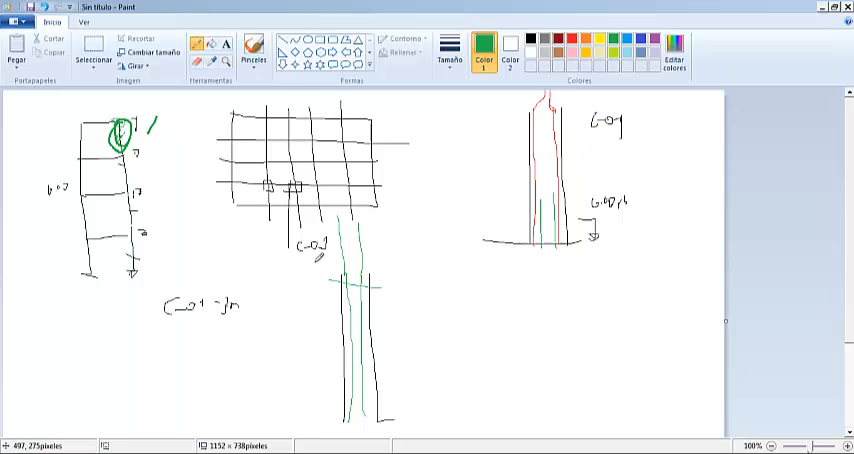 Sin título - Paint
Inicio Ver
Pegar
Cortar
Copiar
Portapapeles
Seleccionar
Recortar
Cambiar tamaño
Girar
Imagen
Herramientas
Pinceles
Contorno
Rellenar
Formas
Tamaño
Color 1
Color 2
Editar colores
Colores
497, 275píxeles
1152 × 738píxeles
100%